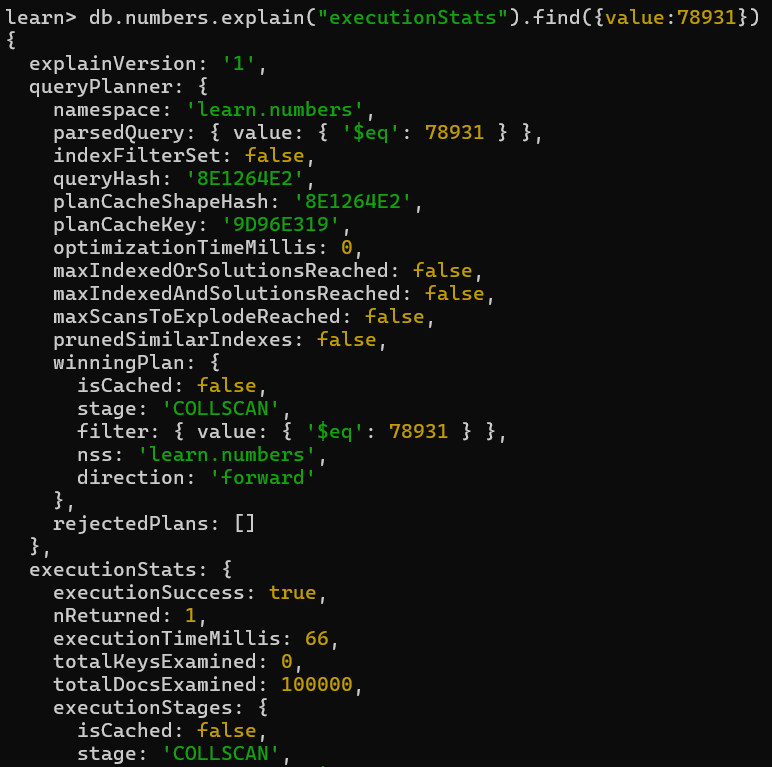 learn> db.numbers.explain("executionStats").find({value:78931})
{
  explainVersion: '1',
  queryPlanner: {
    namespace: 'learn.numbers',
    parsedQuery: { value: { '$eq': 78931 } },
    indexFilterSet: false,
    queryHash: '8E1264E2',
    planCacheShapeHash: '8E1264E2',
    planCacheKey: '9D96E319',
    optimizationTimeMillis: 0,
    maxIndexedOrSolutionsReached: false,
    maxIndexedAndSolutionsReached: false,
    maxScansToExplodeReached: false,
    prunedSimilarIndexes: false,
    winningPlan: {
      isCached: false,
      stage: 'COLLSCAN',
      filter: { value: { '$eq': 78931 } },
      nss: 'learn.numbers',
      direction: 'forward'
    },
    rejectedPlans: []
  },
  executionStats: {
    executionSuccess: true,
    nReturned: 1,
    executionTimeMillis: 66,
    totalKeysExamined: 0,
    totalDocsExamined: 100000,
    executionStages: {
      isCached: false,
      stage: 'COLLSCAN',